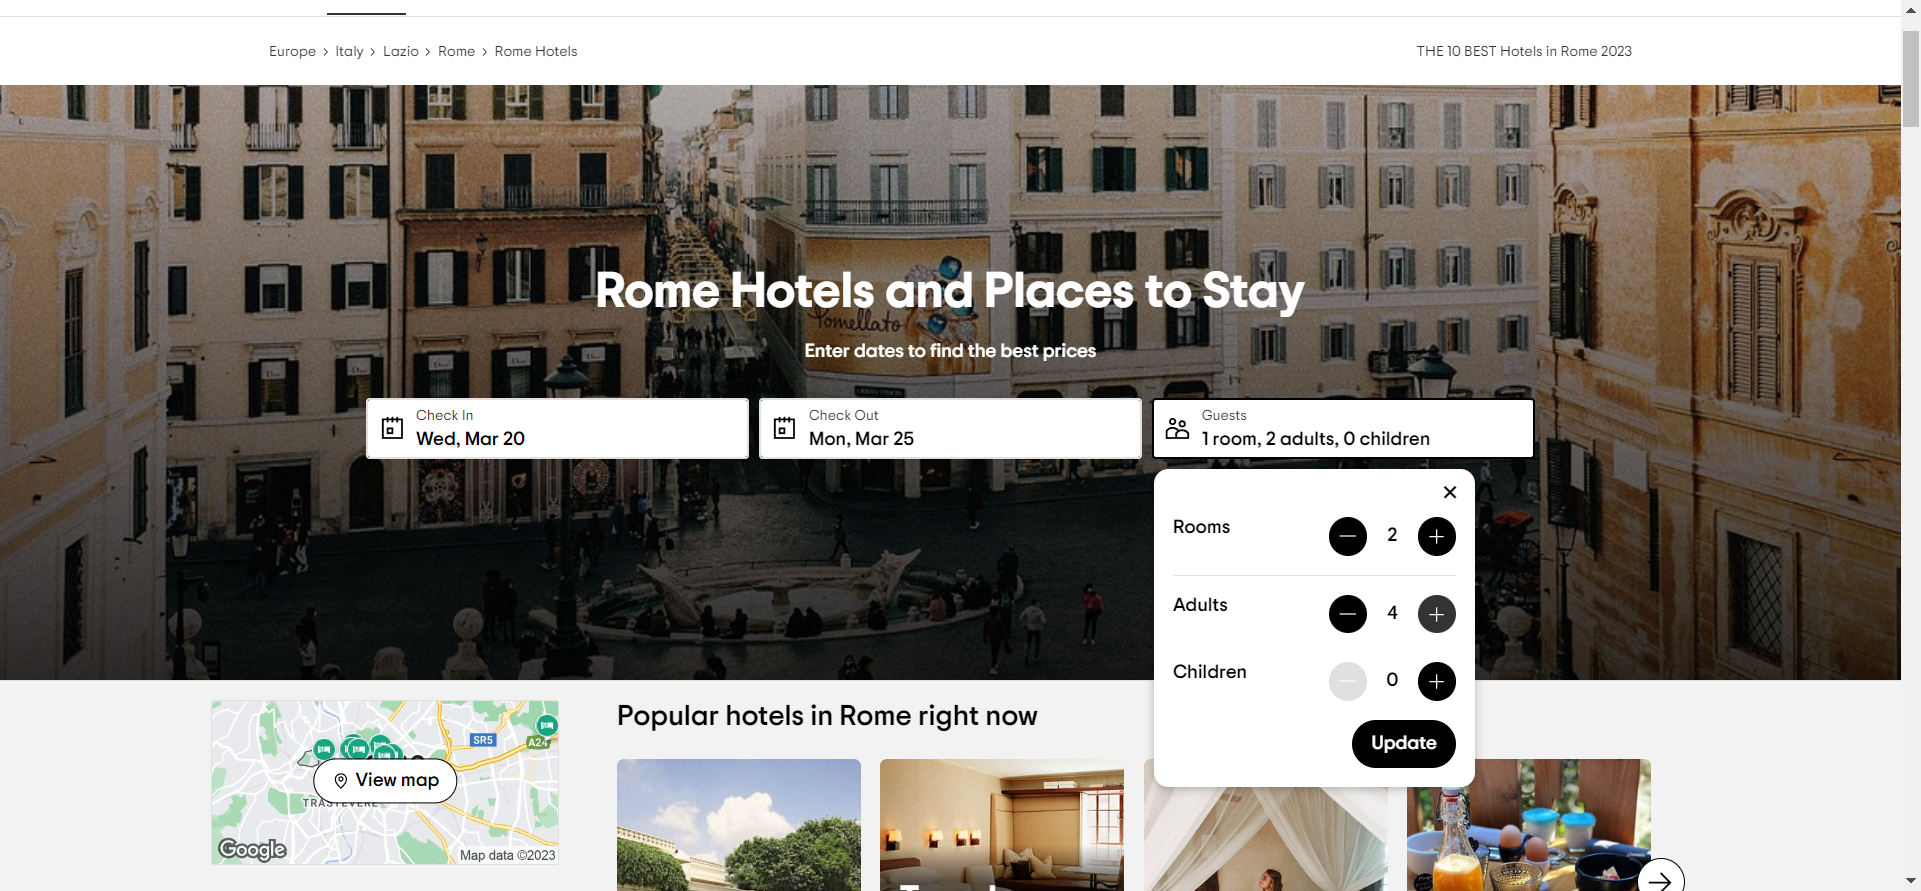 Europe › Italy › Lazio › Rome › Rome Hotels
THE 10 BEST Hotels in Rome 2023
Rome Hotels and Places to Stay
Pomellato
Enter dates to find the best prices
Check In
Wed, Mar 20
Check Out
Mon, Mar 25
Guests
1 room, 2 adults, 0 children
Rooms
2
Adults
4
Children
0
Update
Popular hotels in Rome right now
SR5
A24
View map
TRASTEVERE
Google
Map data ©2023